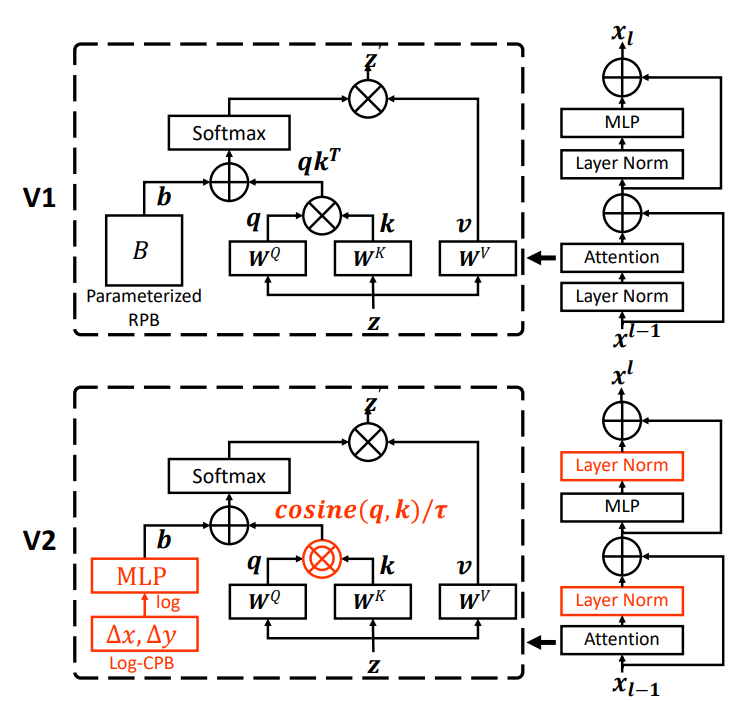 V1
z'
Softmax
qkᵀ
b
q
k
v
B
W^Q
W^K
W^V
Parameterized
RPB
z
x_l
MLP
Layer Norm
Attention
Layer Norm
x^{l-1}
V2
z'
Softmax
cosine(q, k)/τ
b
q
k
v
MLP
W^Q
W^K
W^V
log
Δx, Δy
Log-CPB
z
x^l
Layer Norm
MLP
Layer Norm
Attention
x_{l-1}